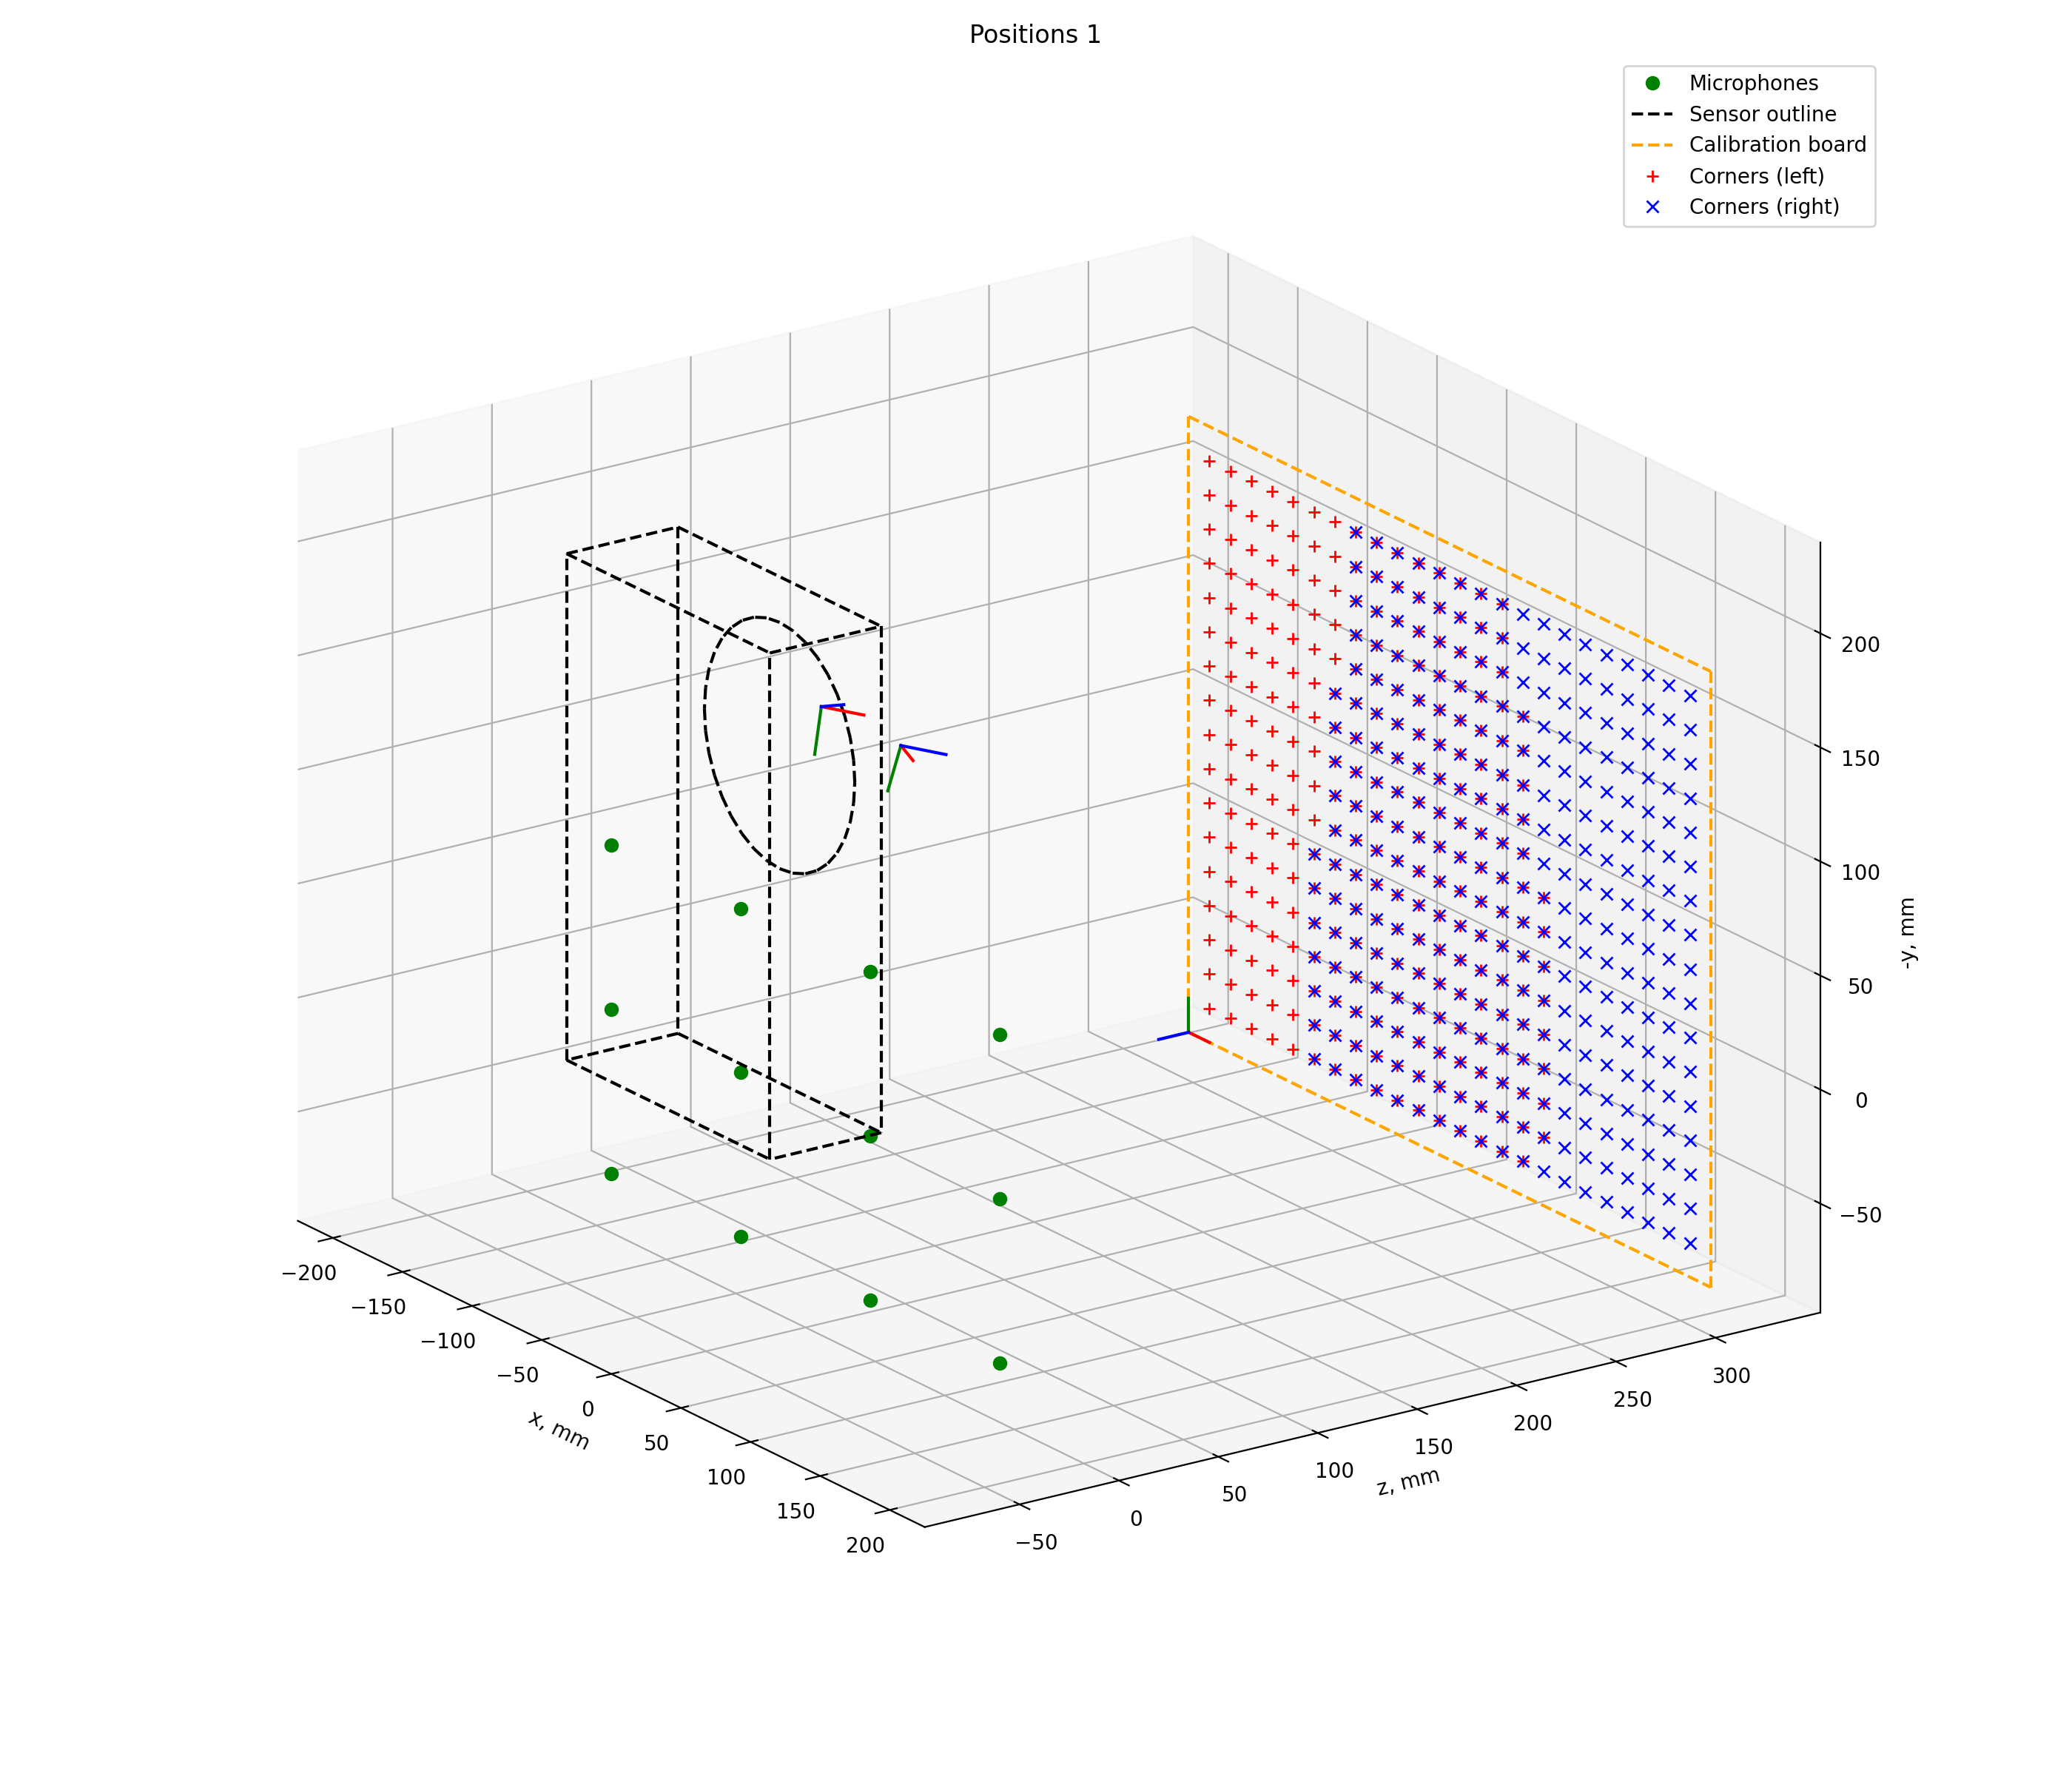 Positions 1
Microphones
Sensor outline
Calibration board
Corners (left)
Corners (right)
200
150
100
50
0
−50
-y, mm
−200
−150
−100
−50
0
50
100
150
200
x, mm
−50
0
50
100
150
200
250
300
z, mm